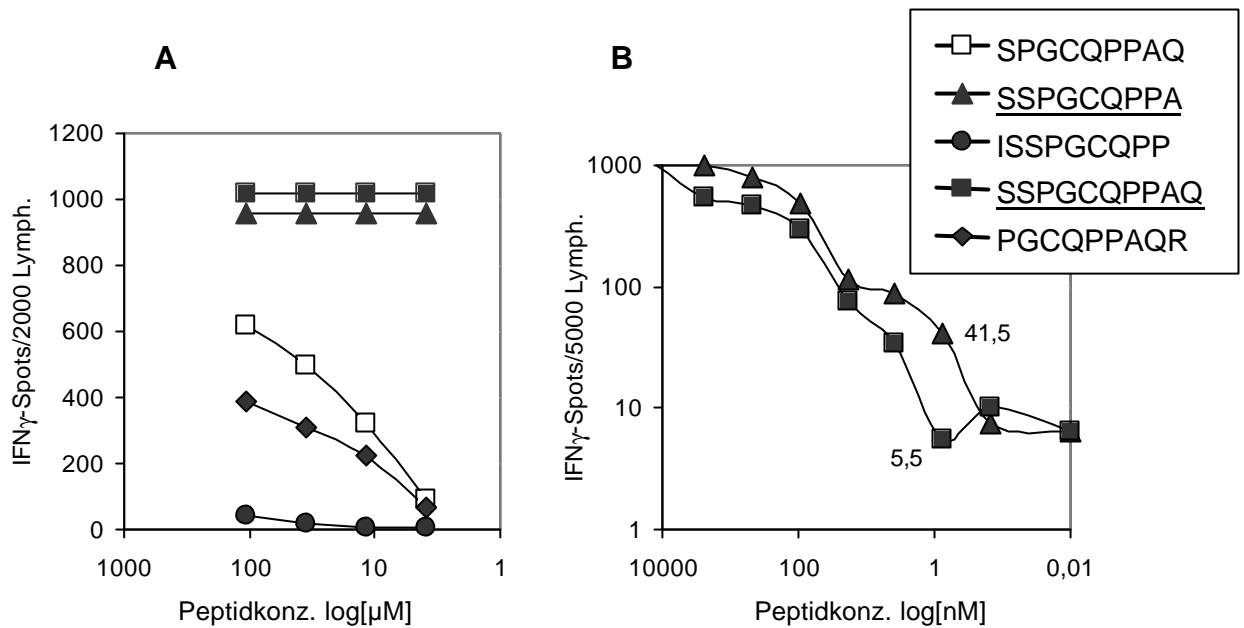 A
B
SPGCQPPAQ
SSPGCQPPA
ISSPGCQPP
SSPGCQPPAQ
PGCQPPAQR
IFNγ-Spots/2000 Lymph.
1200
1000
800
600
400
200
0
1000
100
10
1
Peptidkonz. log[µM]
IFNγ-Spots/5000 Lymph.
1000
100
10
1
41,5
5,5
10000
100
1
0,01
Peptidkonz. log[nM]